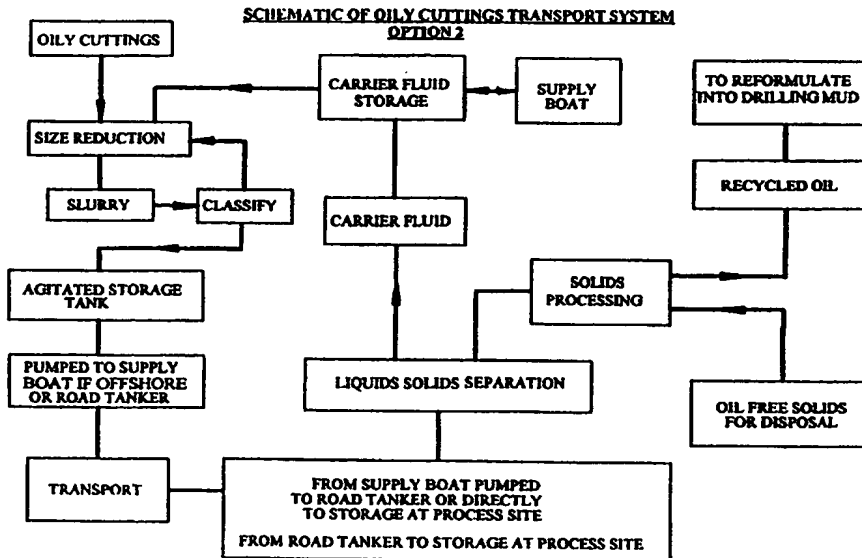 SCHEMATIC OF OILY CUTTINGS TRANSPORT SYSTEM
OPTION 2
OILY CUTTINGS
CARRIER FLUID
STORAGE
SUPPLY
BOAT
TO REFORMULATE
INTO DRILLING MUD
SIZE REDUCTION
SLURRY
CLASSIFY
CARRIER FLUID
RECYCLED OIL
AGITATED STORAGE
TANK
SOLIDS
PROCESSING
PUMPED TO SUPPLY
BOAT IF OFFSHORE
OR ROAD TANKER
LIQUIDS SOLIDS SEPARATION
OIL FREE SOLIDS
FOR DISPOSAL
TRANSPORT
FROM SUPPLY BOAT PUMPED
TO ROAD TANKER OR DIRECTLY
TO STORAGE AT PROCESS SITE
FROM ROAD TANKER TO STORAGE AT PROCESS SITE